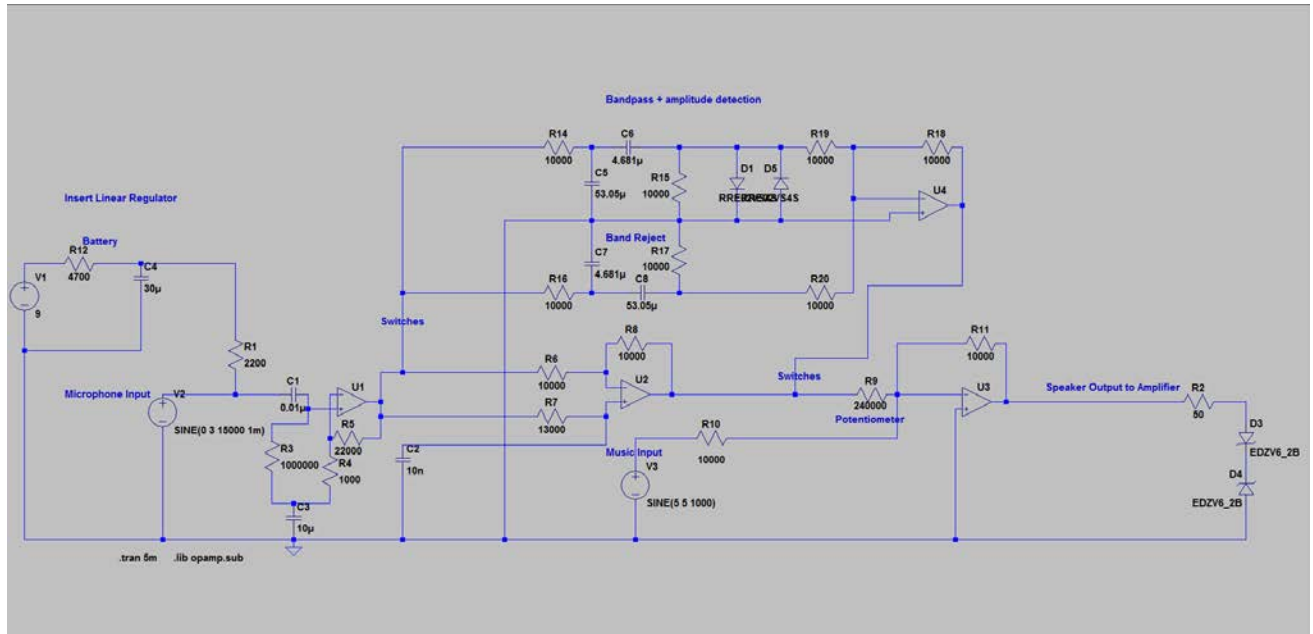 Bandpass + amplitude detection
R14
10000
C6
4.681µ
R19
10000
R18
10000
C5
53.05µ
R15
10000
D1
D5
U4
Insert Linear Regulator
Battery
R12
4700
C4
30µ
V1
9
Band Reject
C7
4.681µ
R17
10000
R16
10000
C8
53.05µ
R20
10000
Switches
R1
2200
R8
10000
R11
10000
Microphone Input
V2
SINE(0 3 15000 1m)
C1
0.01µ
U1
R6
10000
U2
Switches
R9
240000
Potentiometer
U3
Speaker Output to Amplifier
R2
50
R7
13000
R5
22000
R3
1000000
R4
1000
C2
10n
Music Input
V3
SINE(5 5 1000)
R10
10000
D3
EDZV6_2B
D4
EDZV6_2B
C3
10µ
.tran 5m
.lib opamp.sub